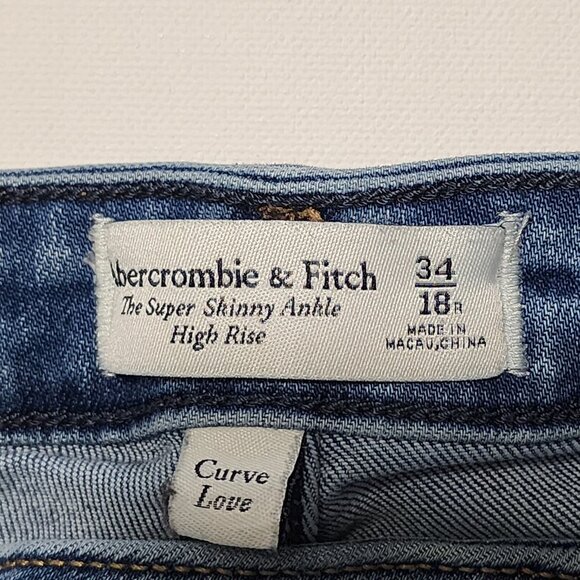 Abercrombie & Fitch
The Super Skinny Ankle
High Rise
34
18R
MADE IN
MACAU, CHINA
Curve
Love